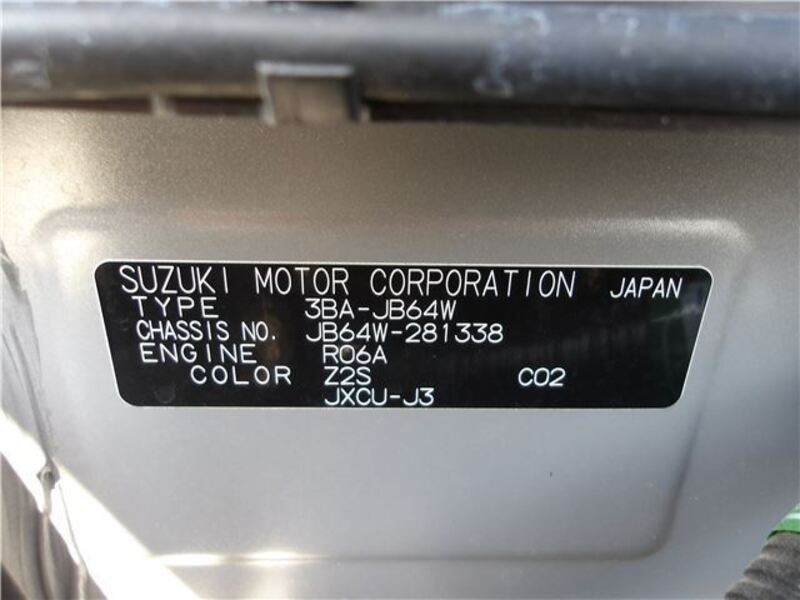 SUZUKI MOTOR CORPORATION JAPAN
TYPE 3BA-JB64W
CHASSIS NO. JB64W-281338
ENGINE R06A
COLOR Z2S C02
JXCU-J3